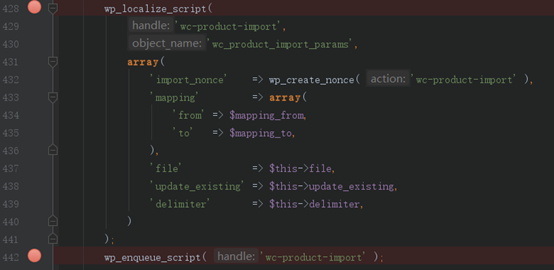 428 wp_localize_script(
429 handle: 'wc-product-import',
430 object_name: 'wc_product_import_params',
431 array(
432 'import_nonce' => wp_create_nonce( action: 'wc-product-import' ),
433 'mapping' => array(
434 'from' => $mapping_from,
435 'to' => $mapping_to,
436 ),
437 'file' => $this->file,
438 'update_existing' => $this->update_existing,
439 'delimiter' => $this->delimiter,
440 )
441 );
442 wp_enqueue_script( handle: 'wc-product-import' );